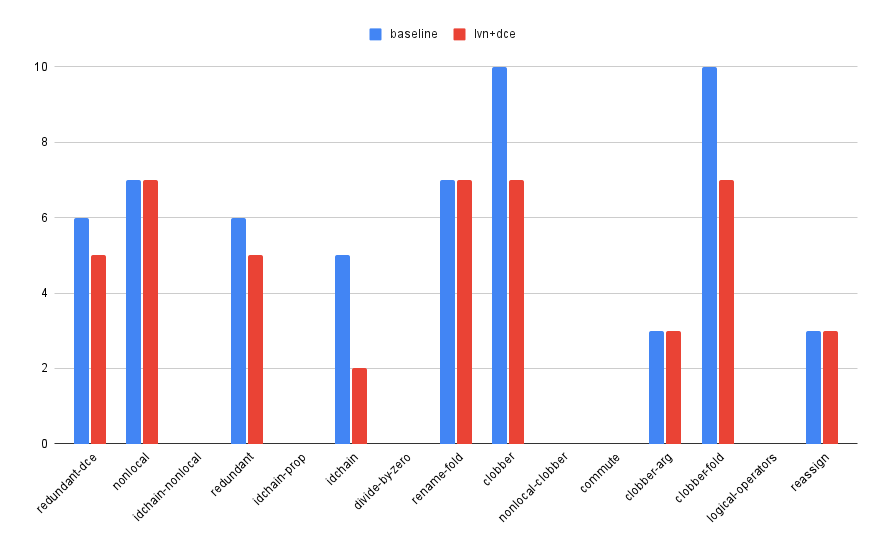 baseline
lvn+dce
10
8
6
4
2
0
redundant-dce
nonlocal
idchain-nonlocal
redundant
idchain-prop
idchain
divide-by-zero
rename-fold
clobber
nonlocal-clobber
commute
clobber-arg
clobber-fold
logical-operators
reassign